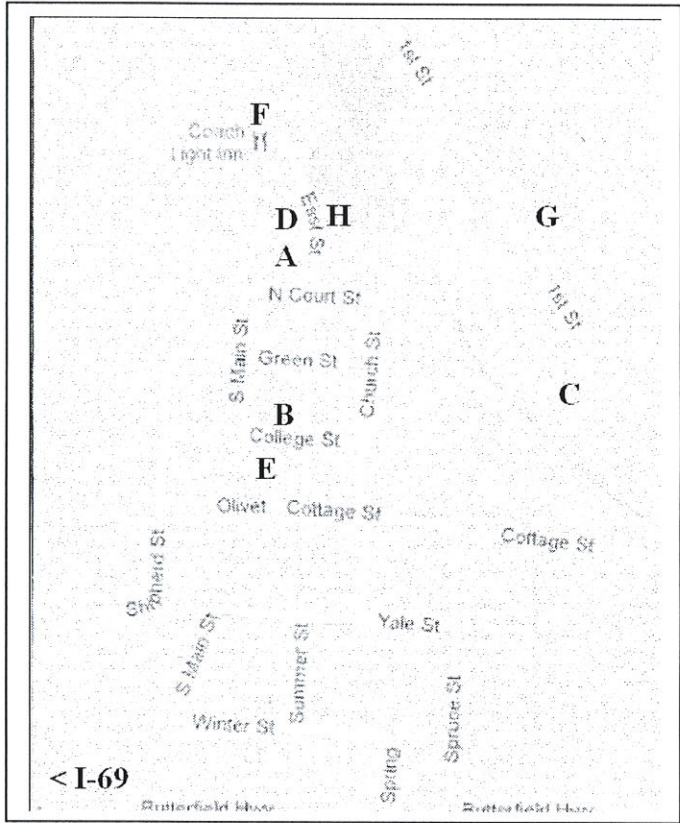 1st St
F
Coach
Light Inn
East St
D
H
G
A
N Court St
1st St
S Main St
Green St
Church St
C
B
College St
E
Olivet
Cottage St
Cottage St
Shepherd St
Yale St
S Main St
Summer St
Spruce St
Winter St
Spring
< I-69
Butterfield Hwy
Butterfield Hwy